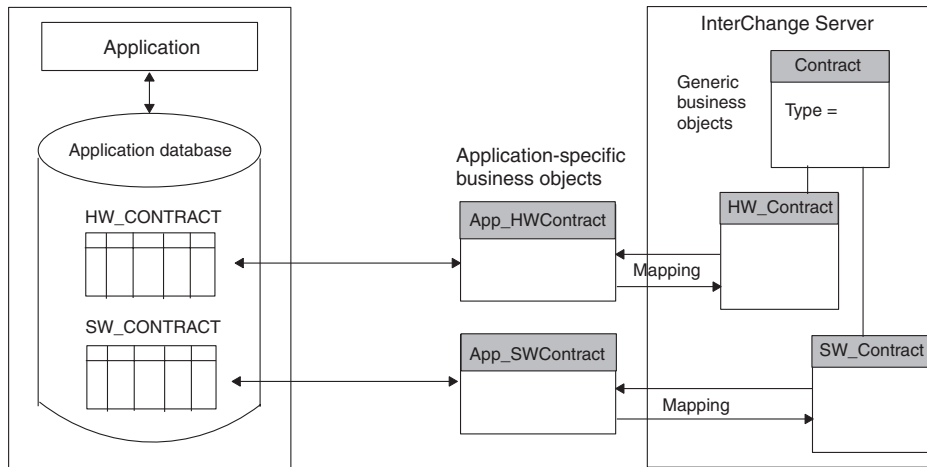 InterChange Server
Application
Contract
Generic
business
objects
Type =
Application database
Application-specific
business objects
HW_CONTRACT
App_HWContract
HW_Contract
Mapping
SW_CONTRACT
App_SWContract
SW_Contract
Mapping